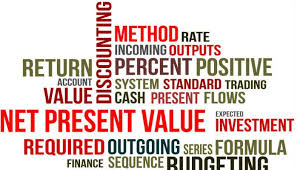 DISCOUNTING
METHOD RATE
INCOMING OUTPUTS
RETURN PERCENT POSITIVE
ACCOUNT SYSTEM STANDARD TRADING
VALUE CASH PRESENT FLOWS
NET PRESENT VALUE EXPECTED
INVESTMENT
REQUIRED OUTGOING SERIES FORMULA
FINANCE SEQUENCE BUDGETING